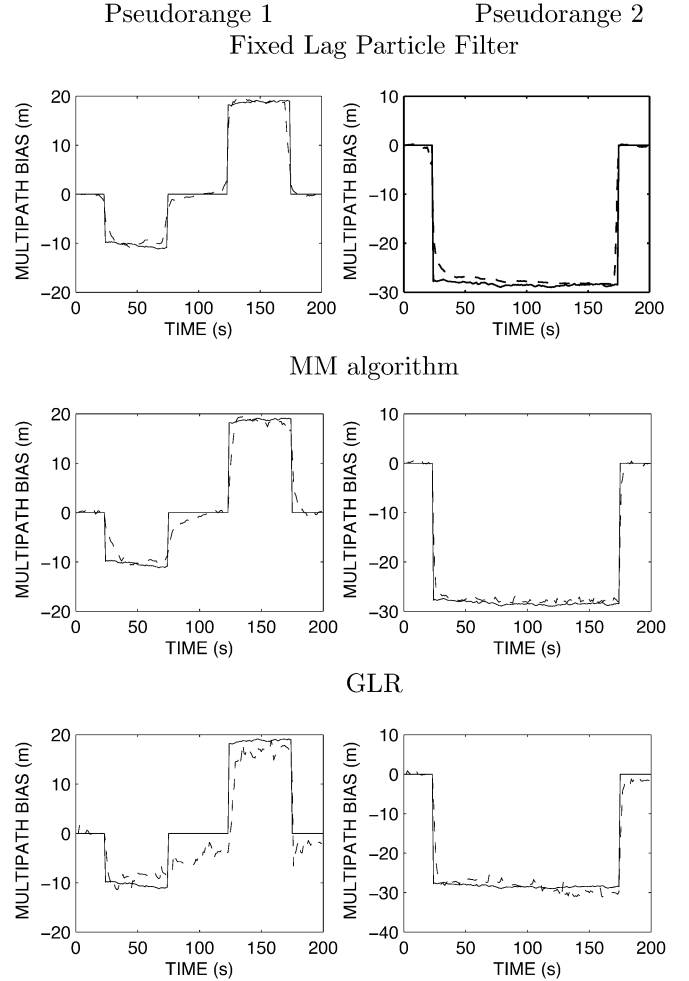 Pseudorange 1 Pseudorange 2
Fixed Lag Particle Filter
MULTIPATH BIAS (m)
20
10
0
−10
−20
0 50 100 150 200
TIME (s)
MULTIPATH BIAS (m)
10
0
−10
−20
−30
0 50 100 150 200
TIME (s)
MM algorithm
MULTIPATH BIAS (m)
20
10
0
−10
−20
0 50 100 150 200
TIME (s)
MULTIPATH BIAS (m)
10
0
−10
−20
−30
0 50 100 150 200
TIME (s)
GLR
MULTIPATH BIAS (m)
20
10
0
−10
−20
0 50 100 150 200
TIME (s)
MULTIPATH BIAS (m)
10
0
−10
−20
−30
−40
0 50 100 150 200
TIME (s)